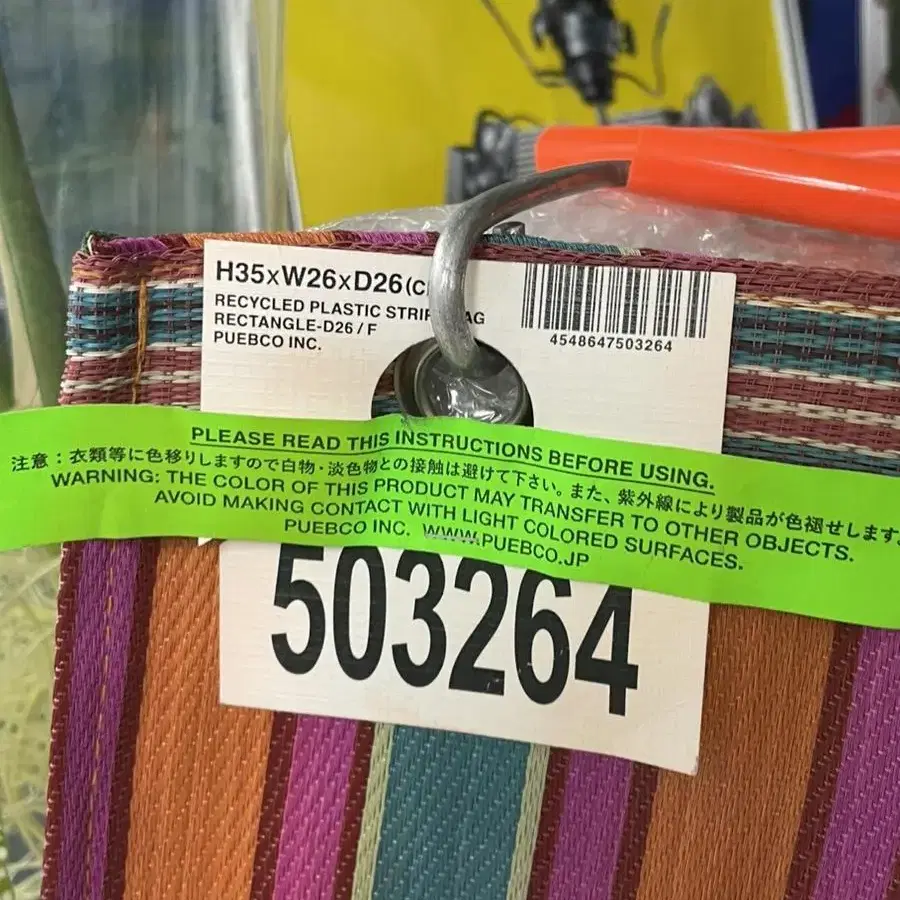 H35xW26xD26
RECYCLED PLASTIC
RECTANGLE-D26 / F
PUEBCO INC.
4548647503264
PLEASE READ THIS INSTRUCTIONS BEFORE USING.
注意：衣類等に色移りしますので白物・淡色物との接触は避けて下さい。また、紫外線により製品が色褪せします
WARNING: THE COLOR OF THIS PRODUCT MAY TRANSFER TO OTHER OBJECTS.
AVOID MAKING CONTACT WITH LIGHT COLORED SURFACES.
PUEBCO INC. WWW.PUEBCO.JP
503264